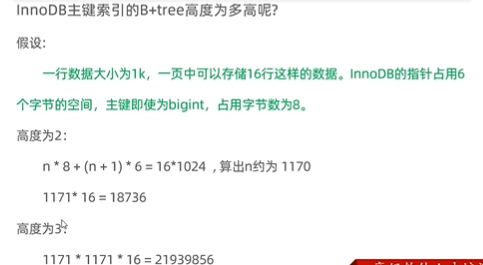 InnoDB主键索引的B+tree高度为多高呢?
假设:
一行数据大小为1k，一页中可以存储16行这样的数据。InnoDB的指针占用6
个字节的空间，主键即使为bigint，占用字节数为8。
高度为2:
n * 8 + (n + 1) * 6 = 16*1024 , 算出n约为 1170
1171* 16 = 18736
高度为3:
1171 * 1171 * 16 = 21939856